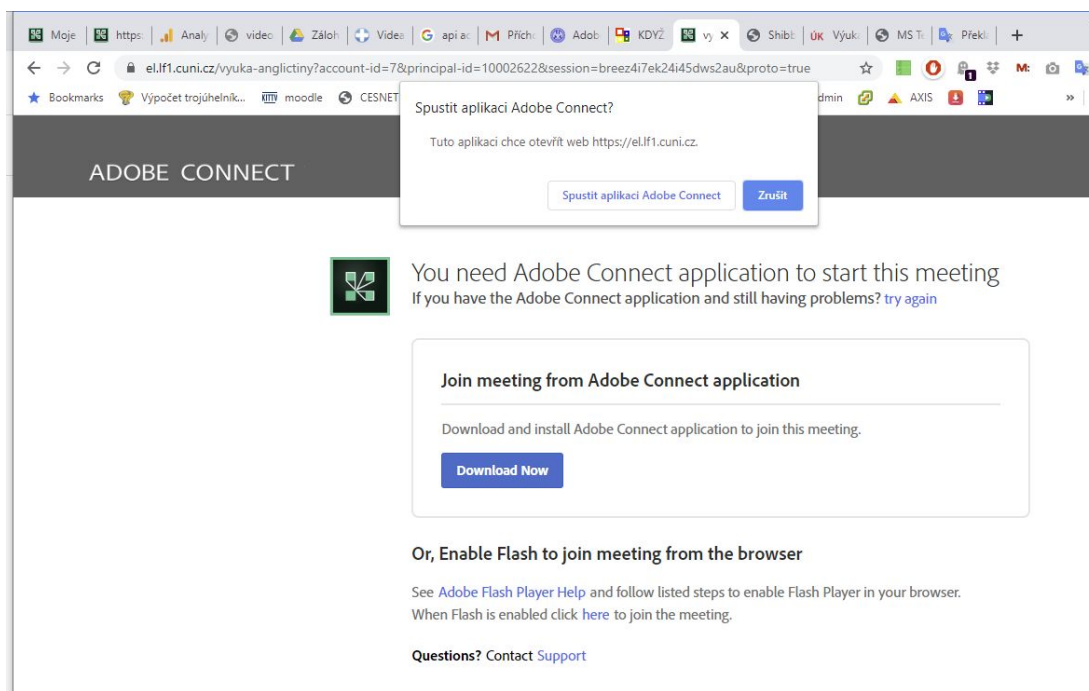 Moje
https:
Analy
video
Záloh
Videa
api ac
Příchc
Adob
KDYŽ
vy
Shibb
ÚK Výuka
MS Te
Překla
el.lf1.cuni.cz/vyuka-anglictiny?account-id=7&principal-id=10002622&session=breez4i7ek24i45dws2au&proto=true
Bookmarks Výpočet trojúhelník... moodle CESNET dmin AXIS »
Spustit aplikaci Adobe Connect?
Tuto aplikaci chce otevřít web https://el.lf1.cuni.cz.
Spustit aplikaci Adobe Connect Zrušit
ADOBE CONNECT
You need Adobe Connect application to start this meeting
If you have the Adobe Connect application and still having problems? try again
Join meeting from Adobe Connect application
Download and install Adobe Connect application to join this meeting.
Download Now
Or, Enable Flash to join meeting from the browser
See Adobe Flash Player Help and follow listed steps to enable Flash Player in your browser.
When Flash is enabled click here to join the meeting.
Questions? Contact Support